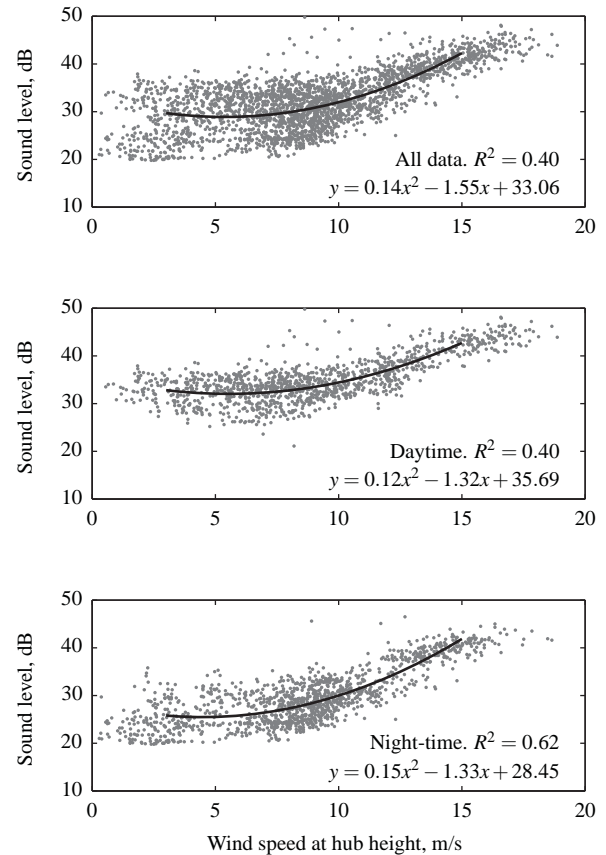 50
40
30
20
10
Sound level, dB
All data. R² = 0.40
y = 0.14x² − 1.55x + 33.06
0 5 10 15 20
50
40
30
20
10
Sound level, dB
Daytime. R² = 0.40
y = 0.12x² − 1.32x + 35.69
0 5 10 15 20
50
40
30
20
10
Sound level, dB
Night-time. R² = 0.62
y = 0.15x² − 1.33x + 28.45
0 5 10 15 20
Wind speed at hub height, m/s